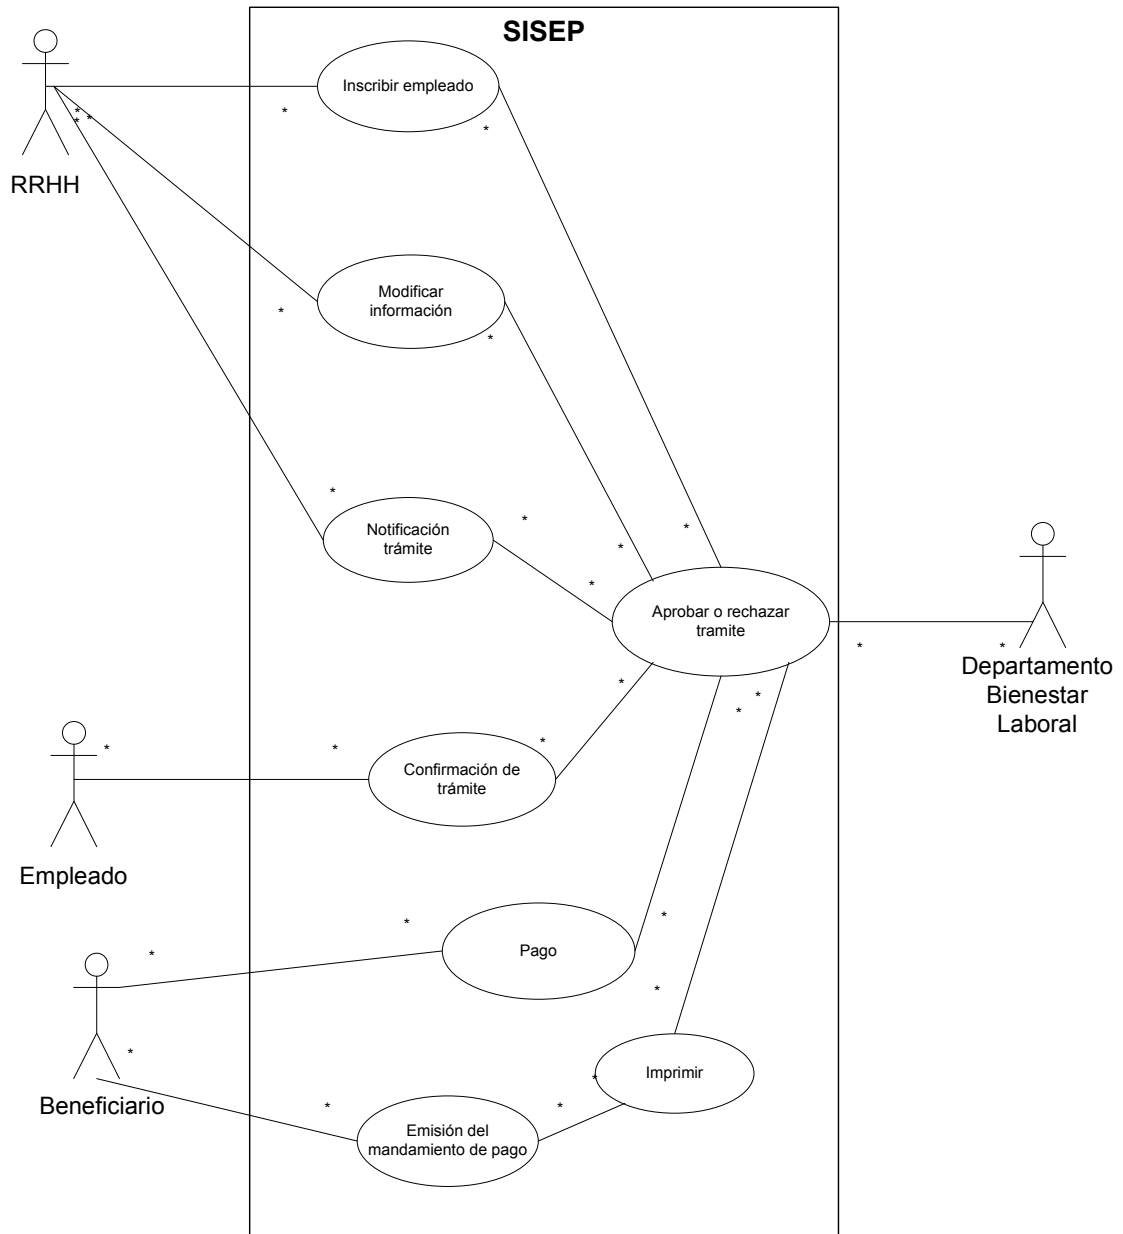 SISEP
Inscribir empleado
RRHH
Modificar
información
Notificación
trámite
Aprobar o rechazar
tramite
Departamento
Bienestar
Laboral
Confirmación de
trámite
Empleado
Pago
Beneficiario
Imprimir
Emisión del
mandamiento de pago